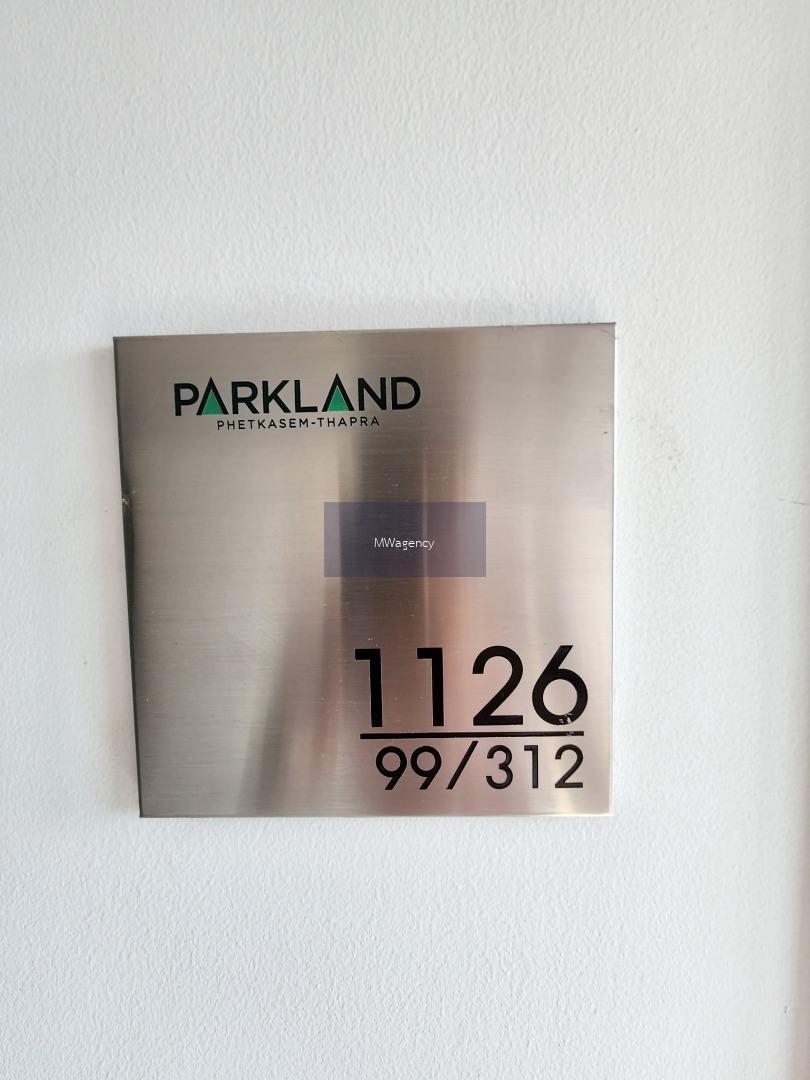 PARKLAND
PHETKASEM-THAPRA
MWagency
1126
99/312